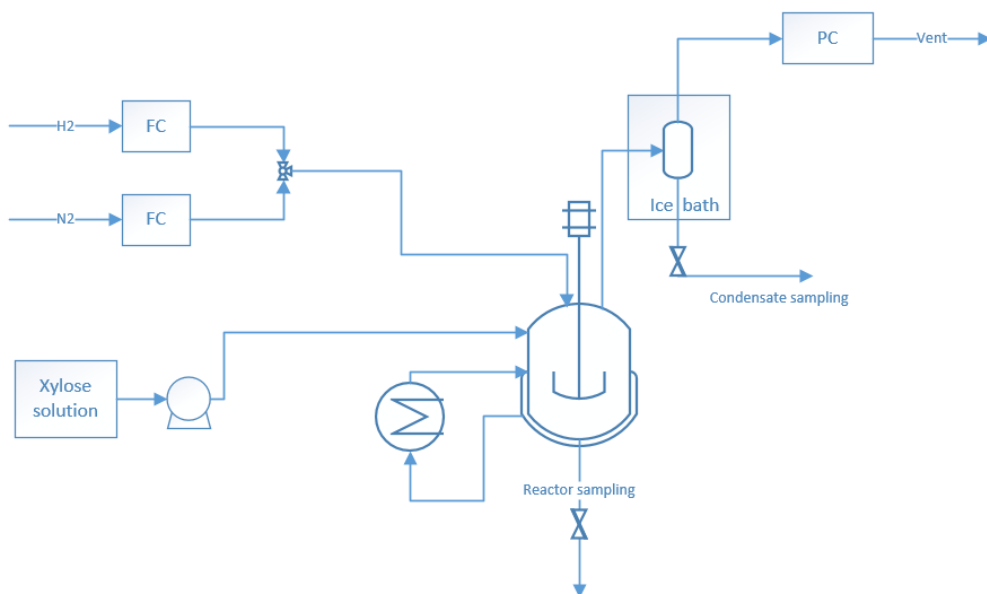 PC
Vent
H2
FC
Ice bath
N2
FC
Condensate sampling
Xylose
solution
Reactor sampling